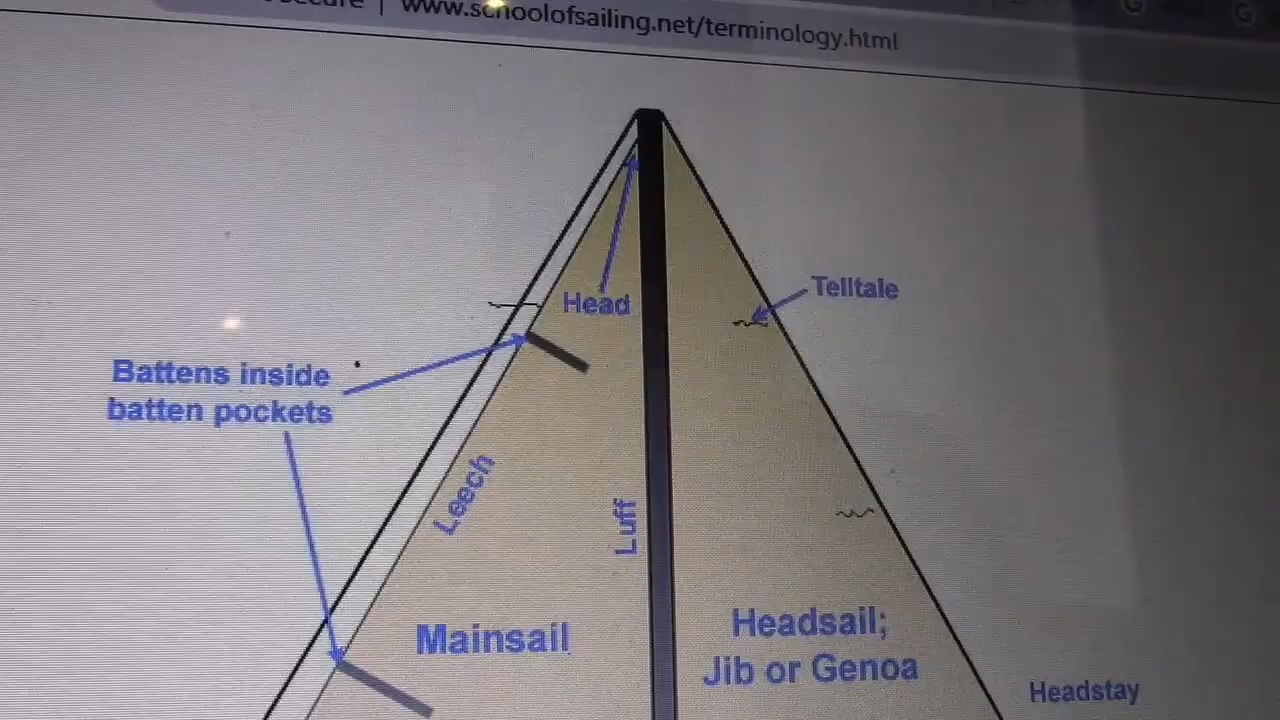 www.schoolofsailing.net/terminology.html
Telltale
Head
Battens inside
batten pockets
Leech
Luff
Mainsail
Headsail;
Jib or Genoa
Headstay